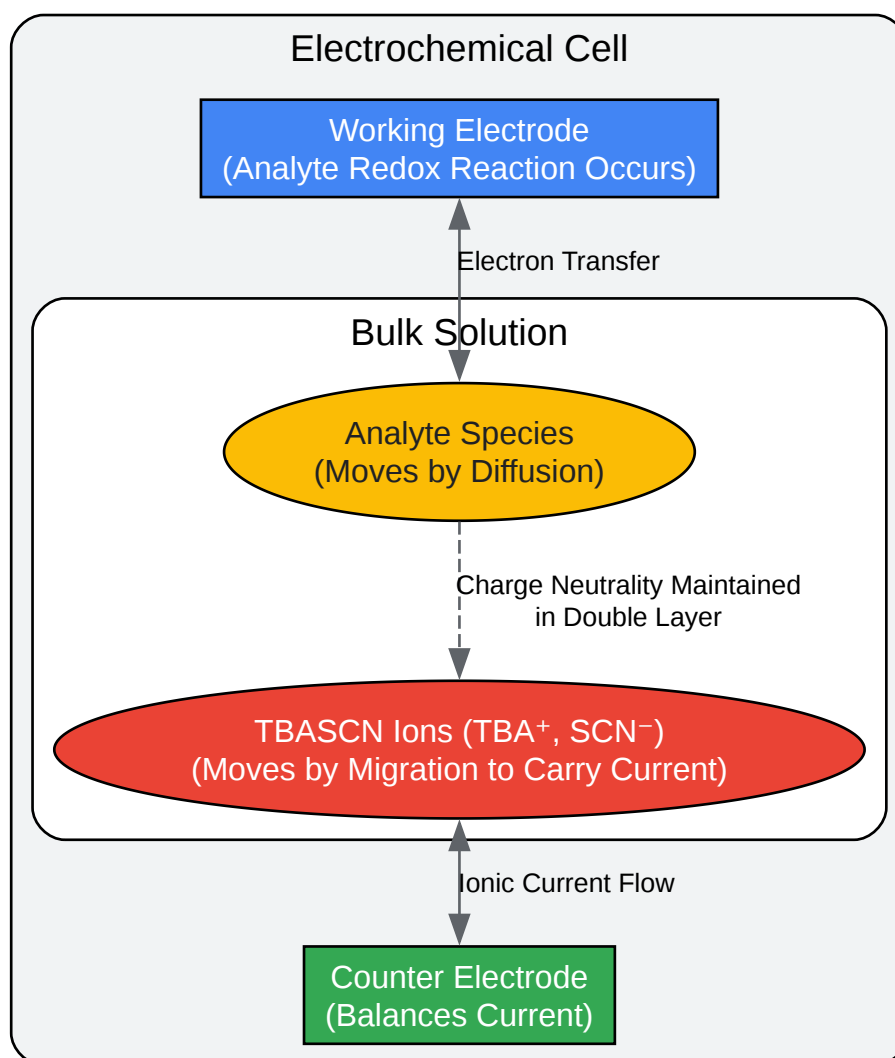 Electrochemical Cell
Working Electrode
(Analyte Redox Reaction Occurs)
Electron Transfer
Bulk Solution
Analyte Species
(Moves by Diffusion)
Charge Neutrality Maintained
in Double Layer
TBASCN Ions (TBA⁺, SCN⁻)
(Moves by Migration to Carry Current)
Ionic Current Flow
Counter Electrode
(Balances Current)